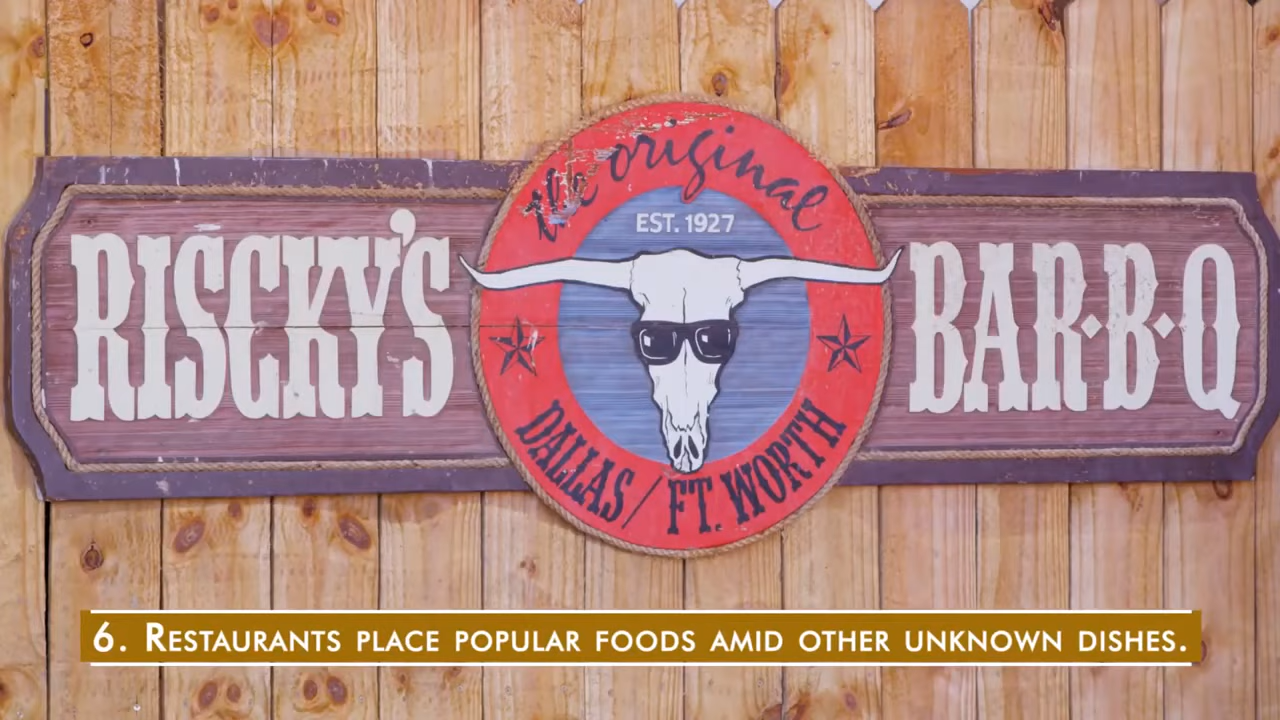 the original
EST. 1927
RISCKY'S BAR·B·Q
DALLAS / FT. WORTH
6. RESTAURANTS PLACE POPULAR FOODS AMID OTHER UNKNOWN DISHES.